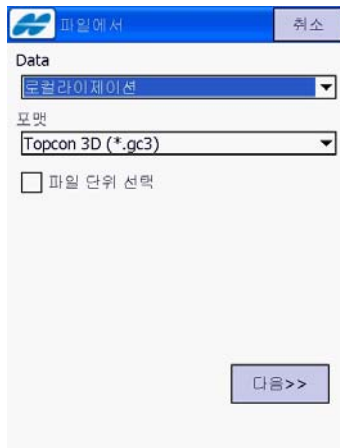 파일에서
취소
Data
로컬라이제이션
포맷
Topcon 3D (*.gc3)
파일 단위 선택
다음>>